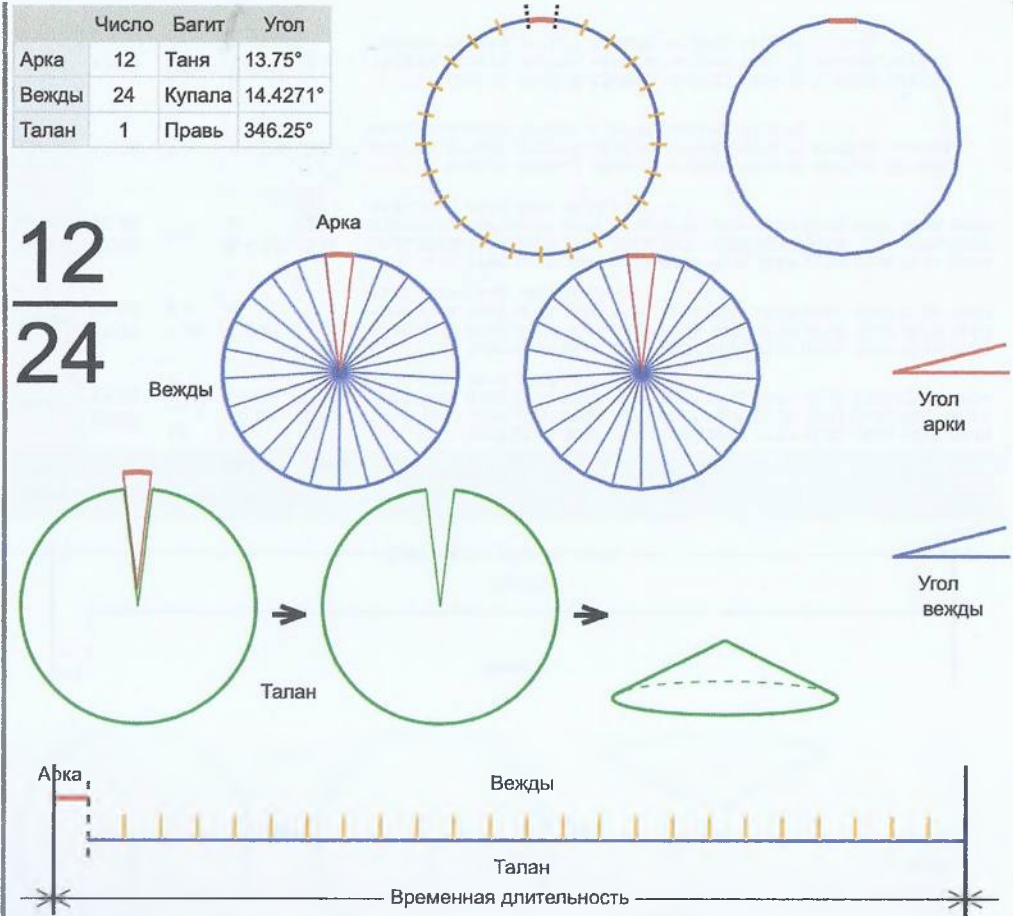 Число Багит Угол
Арка 12 Таня 13.75°
Вежды 24 Купала 14.4271°
Талан 1 Правь 346.25°
12
24
Арка
Вежды
Угол
арки
Угол
вежды
Талан
Арка
Вежды
Талан
Временная длительность